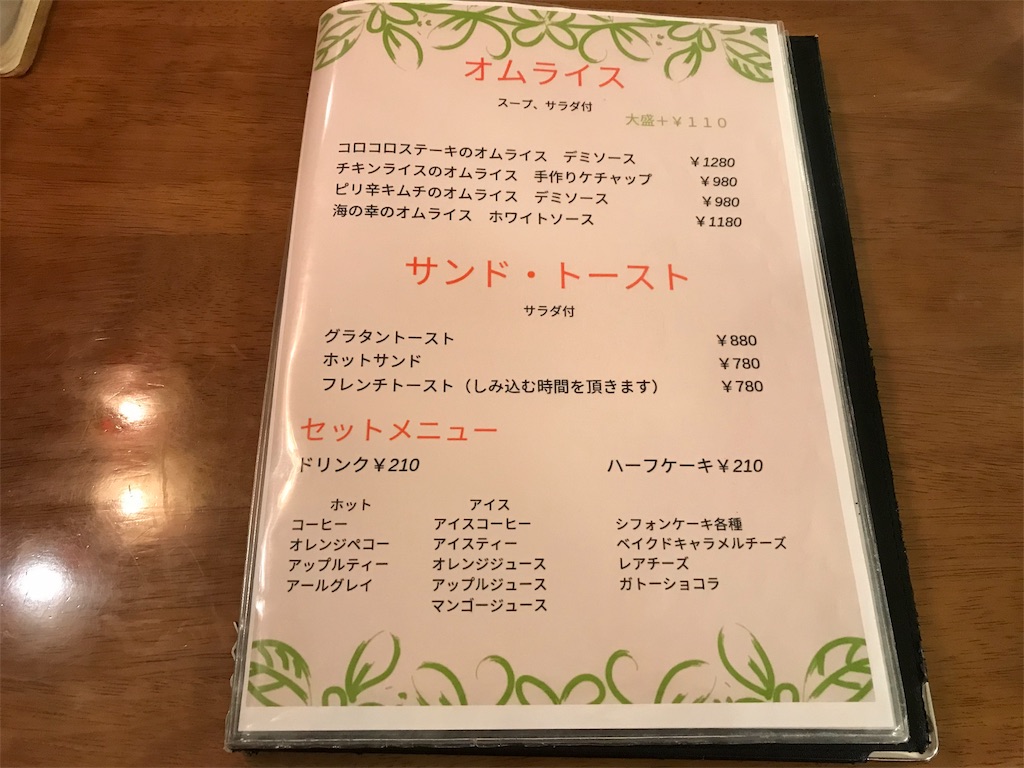 オムライス
スープ、サラダ付
大盛＋￥１１０
コロコロステーキのオムライス　デミソース　￥1280
チキンライスのオムライス　手作りケチャップ　￥980
ピリ辛キムチのオムライス　デミソース　￥980
海の幸のオムライス　ホワイトソース　￥1180
サンド・トースト
サラダ付
グラタントースト　￥880
ホットサンド　￥780
フレンチトースト（しみ込む時間を頂きます）　￥780
セットメニュー
ドリンク￥210　ハーフケーキ￥210
ホット　アイス
コーヒー　アイスコーヒー　シフォンケーキ各種
オレンジペコー　アイスティー　ベイクドキャラメルチーズ
アップルティー　オレンジジュース　レアチーズ
アールグレイ　アップルジュース　ガトーショコラ
マンゴージュース